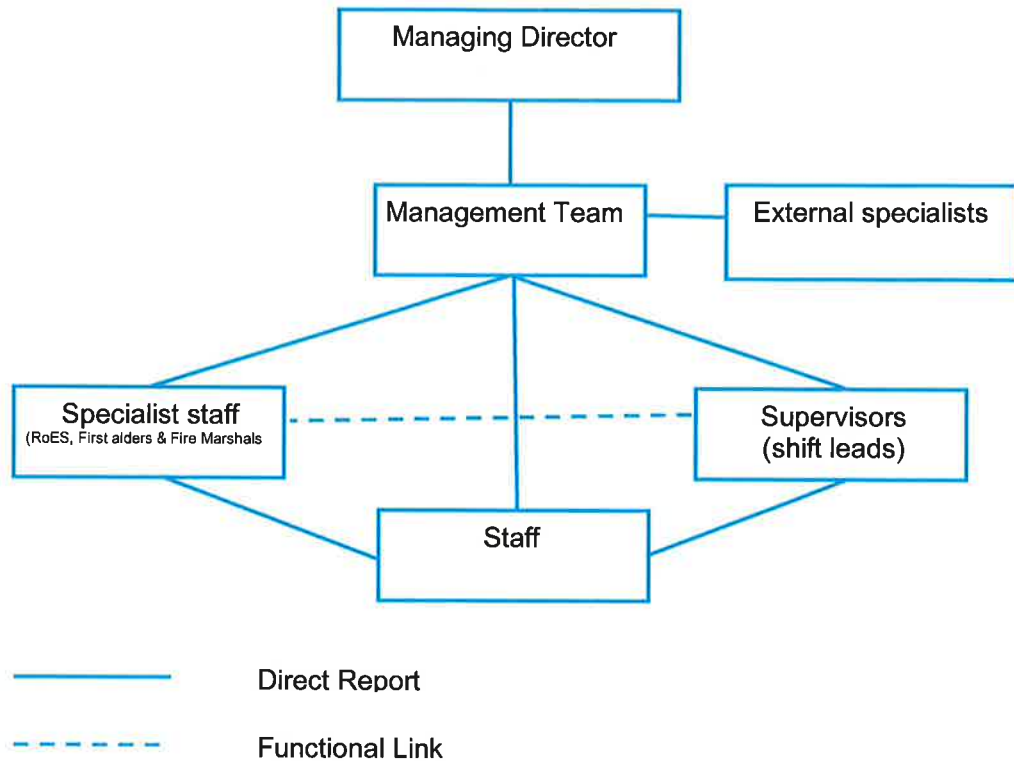 Managing Director
Management Team
External specialists
Specialist staff
(RoES, First aiders & Fire Marshals
Supervisors
(shift leads)
Staff
Direct Report
Functional Link